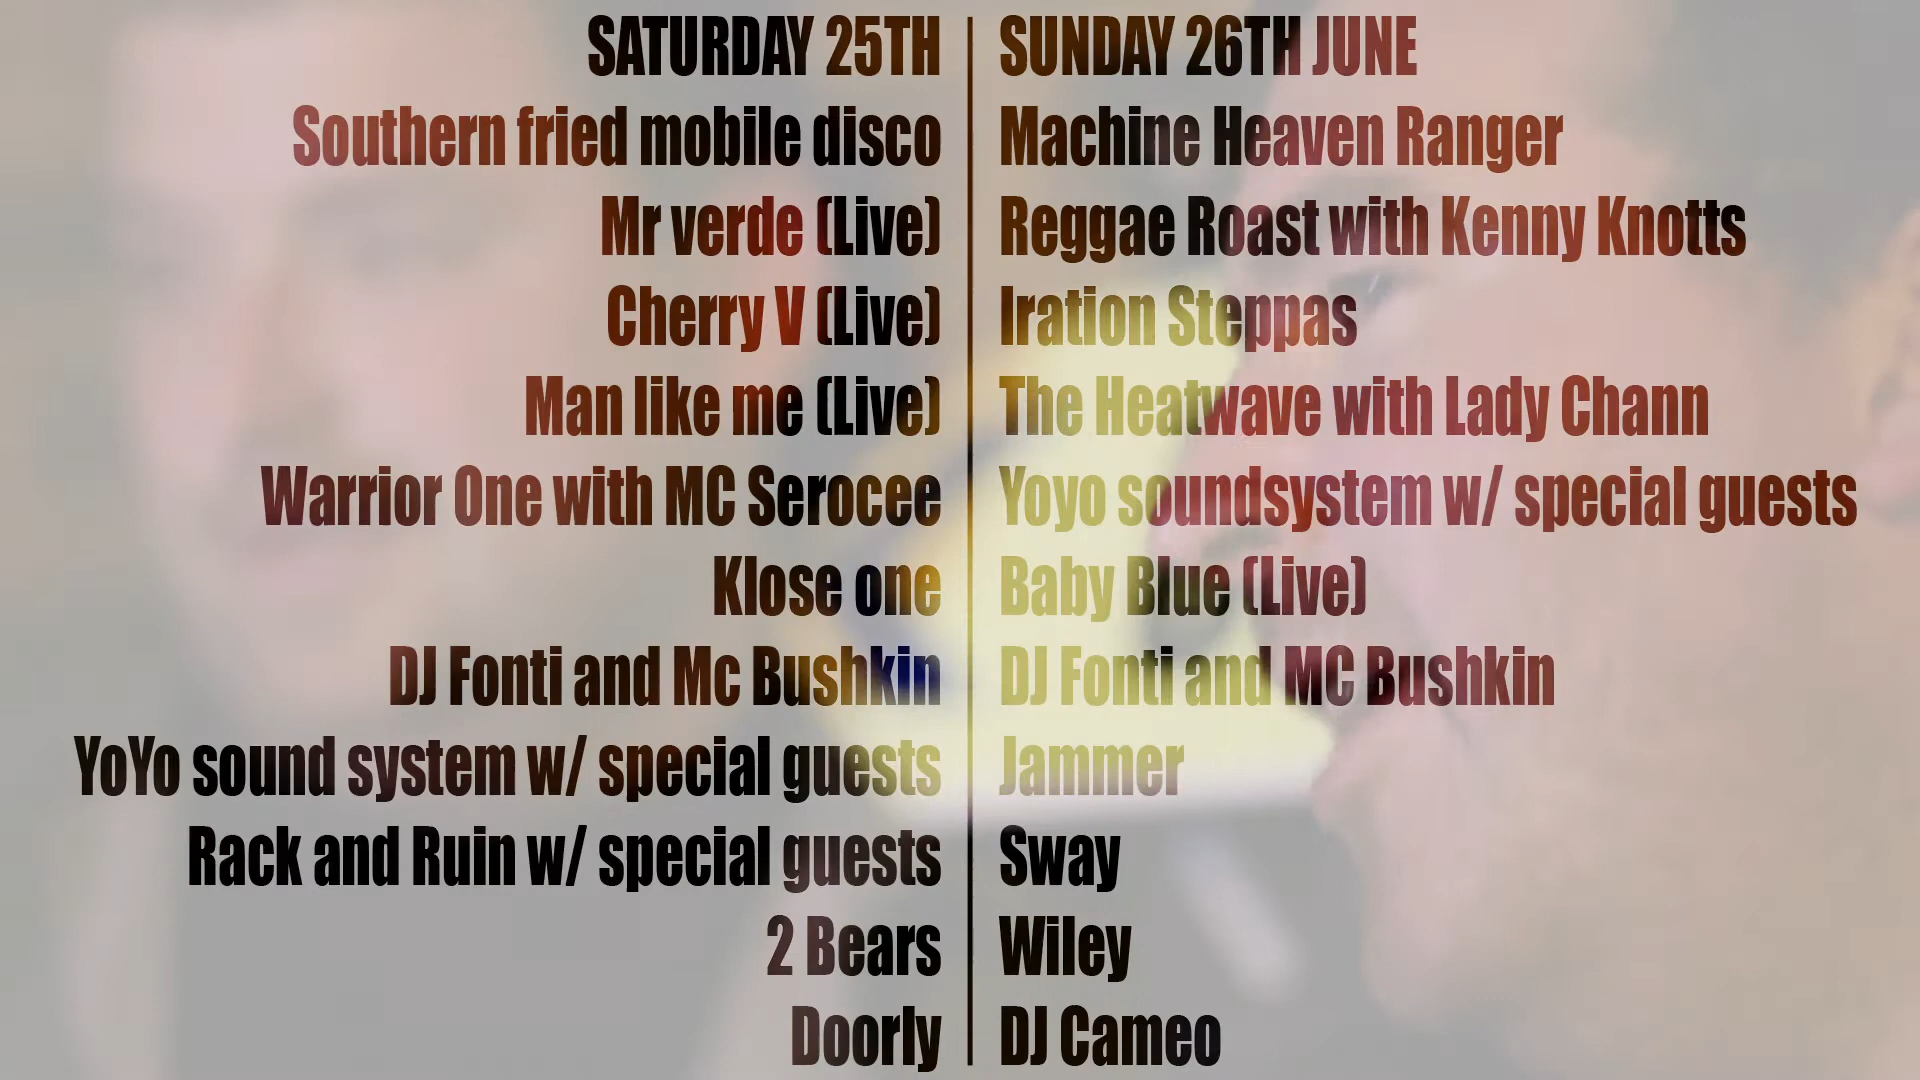 SATURDAY 25TH
Southern fried mobile disco
Mr verde (Live)
Cherry V (Live)
Man like me (Live)
Warrior One with MC Serocee
Klose one
DJ Fonti and Mc Bushkin
YoYo sound system w/ special guests
Rack and Ruin w/ special guests
2 Bears
Doorly
SUNDAY 26TH JUNE
Machine Heaven Ranger
Reggae Roast with Kenny Knotts
Iration Steppas
The Heatwave with Lady Chann
Yoyo soundsystem w/ special guests
Baby Blue (Live)
DJ Fonti and MC Bushkin
Jammer
Sway
Wiley
DJ Cameo